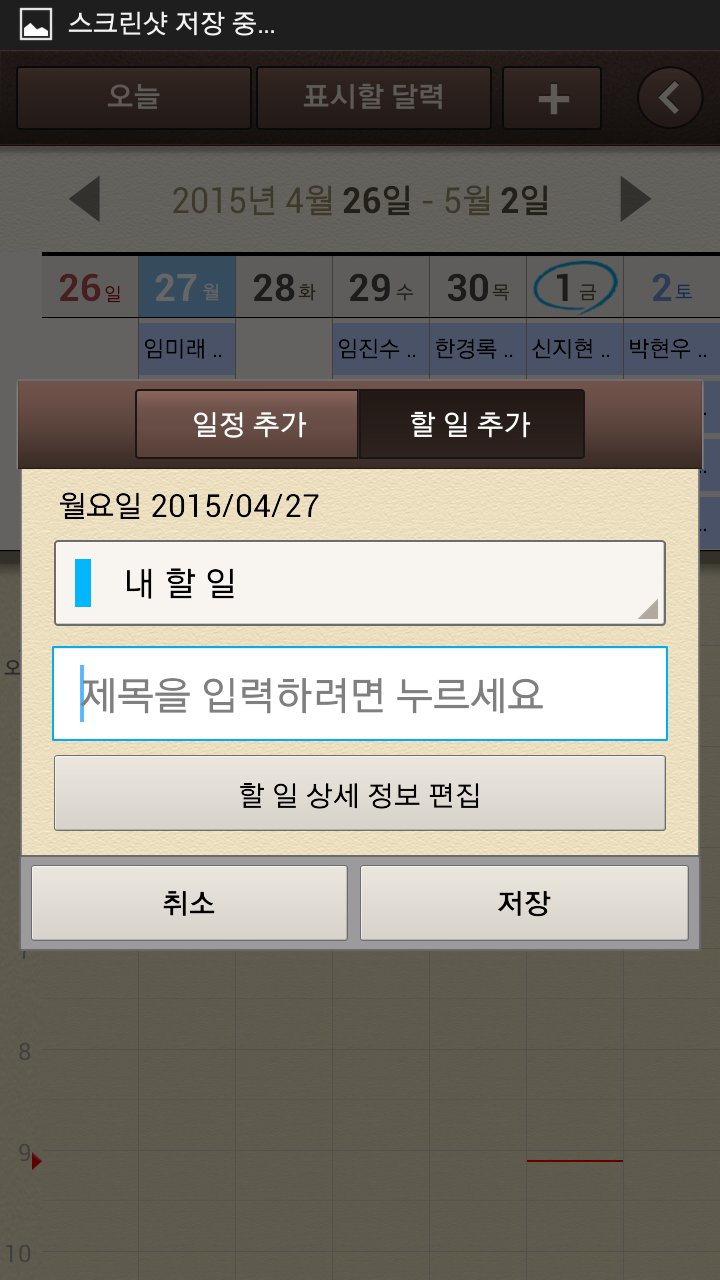 스크린샷 저장 중...
오늘 표시할 달력 +
2015년 4월 26일 - 5월 2일
26일 27월 28화 29수 30목 1금 2토
임미래 .. 임진수 .. 한경록 .. 신지현 .. 박현우 ..
일정 추가 할 일 추가
월요일 2015/04/27
내 할 일
제목을 입력하려면 누르세요
할 일 상세 정보 편집
취소 저장
8
9
10